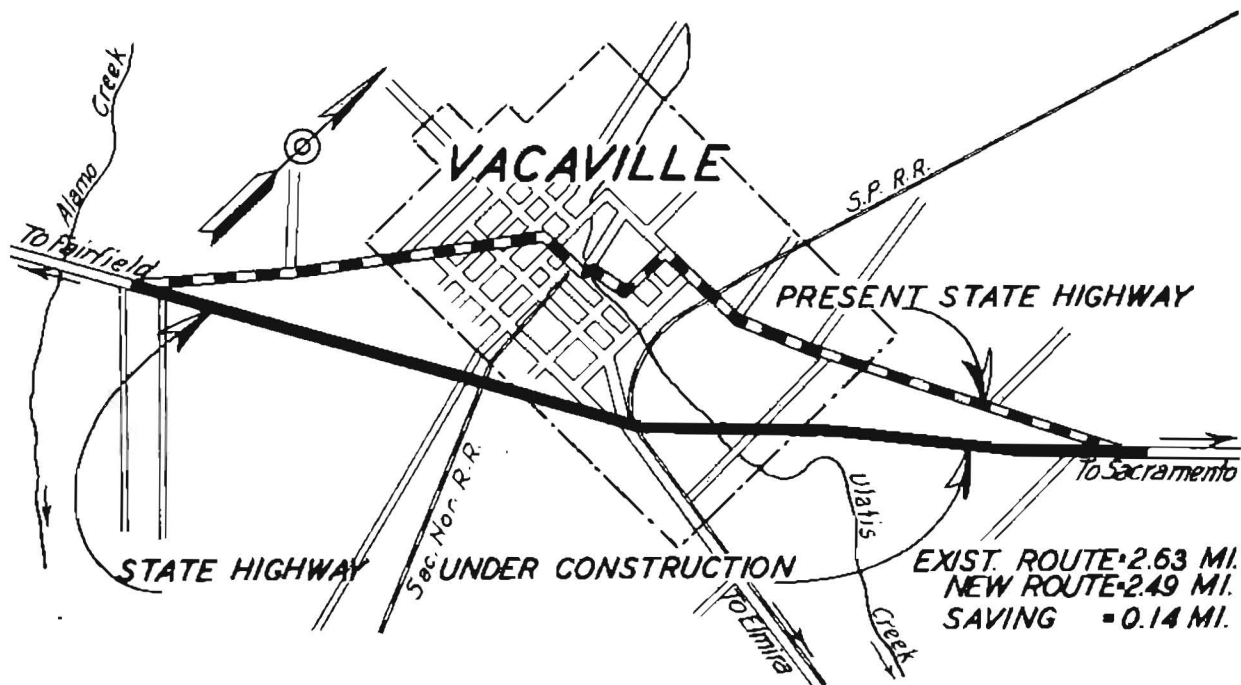 Alamo Creek
VACAVILLE
S.P. R.R.
To Fairfield
PRESENT STATE HIGHWAY
To Sacramento
Sac. Nor. R.R.
Ulatis Creek
STATE HIGHWAY UNDER CONSTRUCTION
To Elmira
EXIST. ROUTE=2.63 MI.
NEW ROUTE=2.49 MI.
SAVING =0.14 MI.